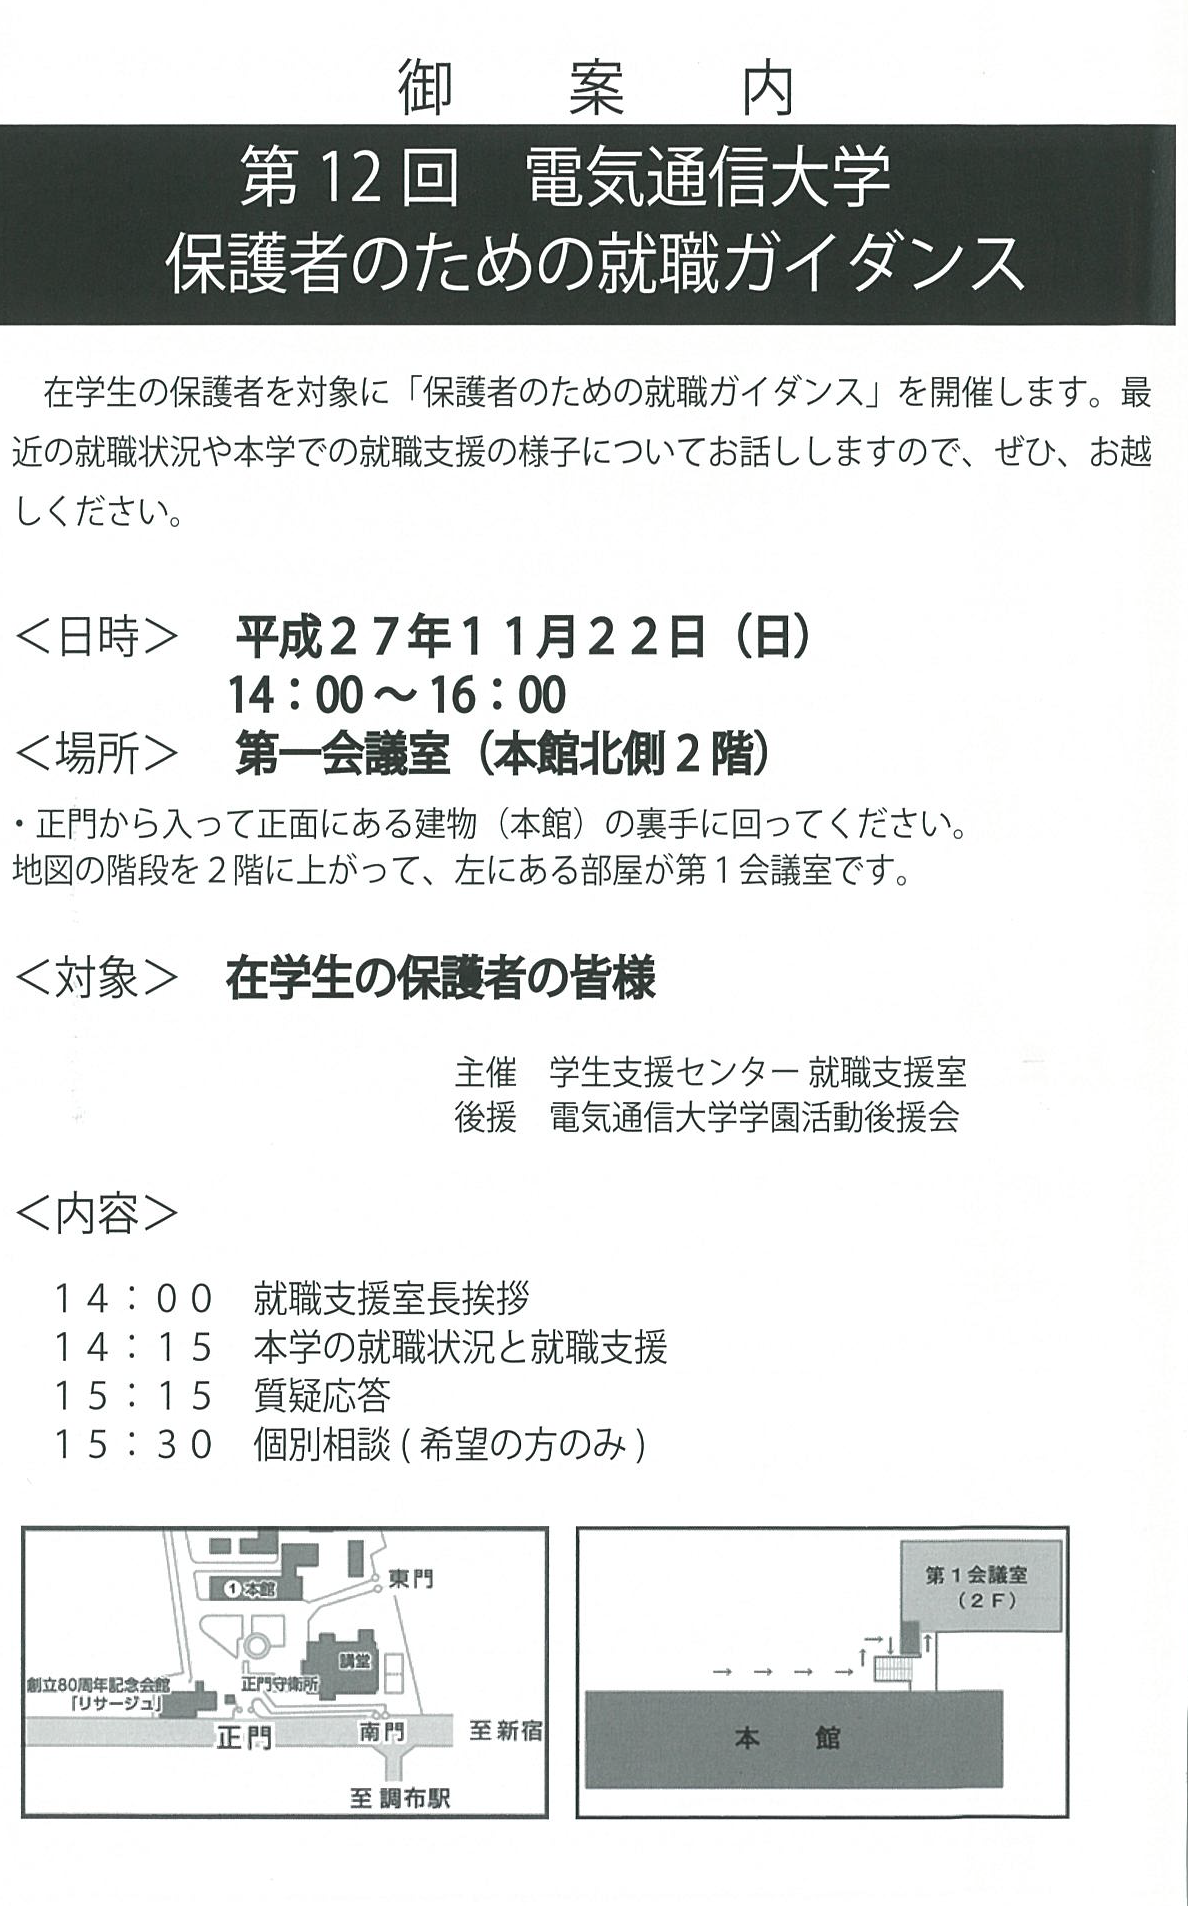 御　案　内
第 12 回　電気通信大学
保護者のための就職ガイダンス
　在学生の保護者を対象に「保護者のための就職ガイダンス」を開催します。最
近の就職状況や本学での就職支援の様子についてお話ししますので、ぜひ、お越
しください。
＜日時＞　平成２７年１１月２２日（日）
14：00 〜 16：00
＜場所＞　第一会議室（本館北側２階）
・正門から入って正面にある建物（本館）の裏手に回ってください。
地図の階段を２階に上がって、左にある部屋が第１会議室です。
＜対象＞　在学生の保護者の皆様
主催　学生支援センター 就職支援室
後援　電気通信大学学園活動後援会
＜内容＞
１４：００　就職支援室長挨拶
１４：１５　本学の就職状況と就職支援
１５：１５　質疑応答
１５：３０　個別相談 ( 希望の方のみ )
東門
①本館
講堂
創立80周年記念会館
「リサージュ」
正門守衛所
正門
南門
至新宿
至 調布駅
第１会議室
（２Ｆ）
→ ↓ ↑ ↑
→ → → →
本　館